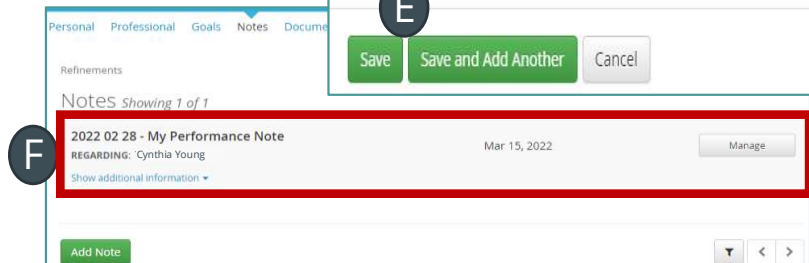 E
Personal Professional Goals Notes Docume
Save Save and Add Another Cancel
Refinements
Notes Showing 1 of 1
F
2022 02 28 - My Performance Note Mar 15, 2022 Manage
REGARDING: Cynthia Young
Show additional information
Add Note